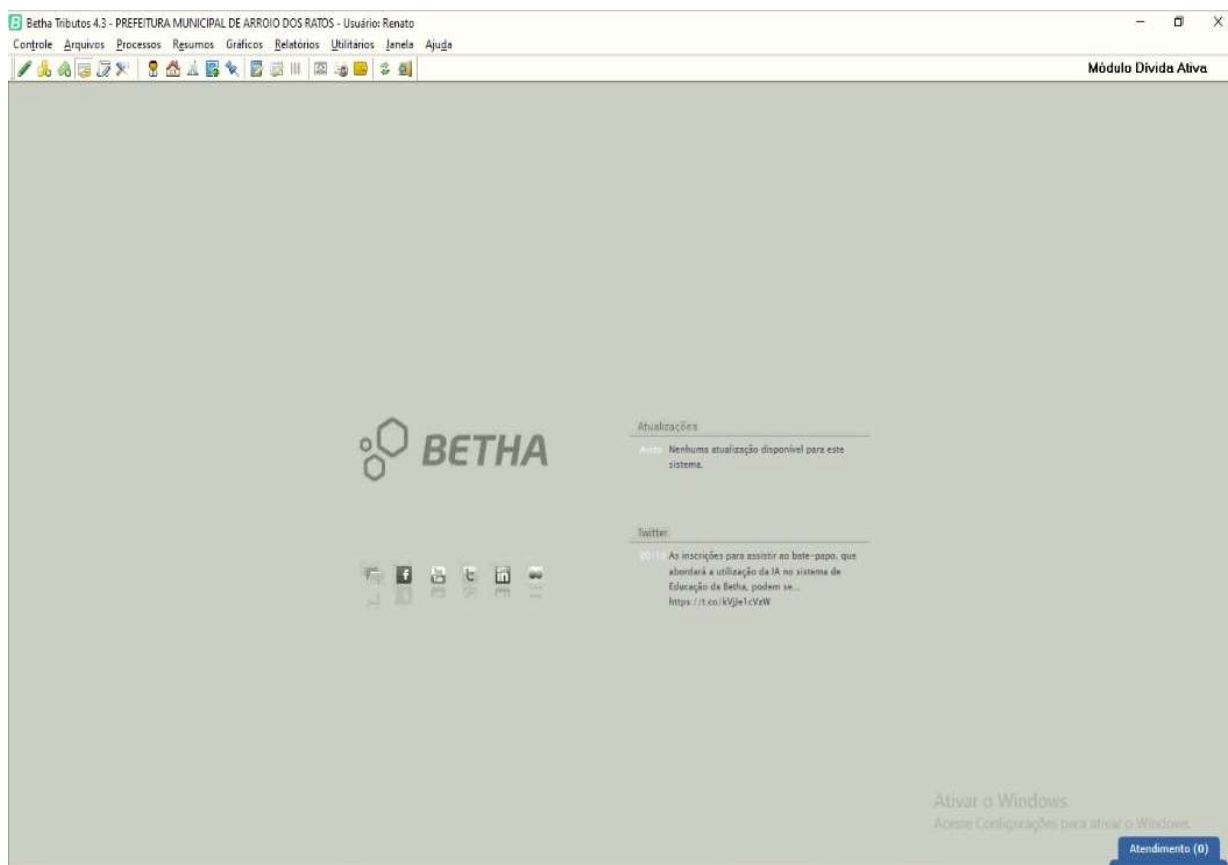 Betha Tributos 4.3 - PREFEITURA MUNICIPAL DE ARROIO DOS RATOS - Usuário: Renato
Controle Arquivos Processos Resumos Gráficos Relatórios Utilitários Janela Ajuda
Módulo Dívida Ativa
BETHA
Atualizações
Nenhuma atualização disponível para este
sistema.
Twitter
As inscrições para assistir ao bate-papo, que
abordará a utilização da IA no sistema de
Educação da Betha, podem se...
Ativar o Windows
Acesse Configurações para ativar o Windows.
Atendimento (0)